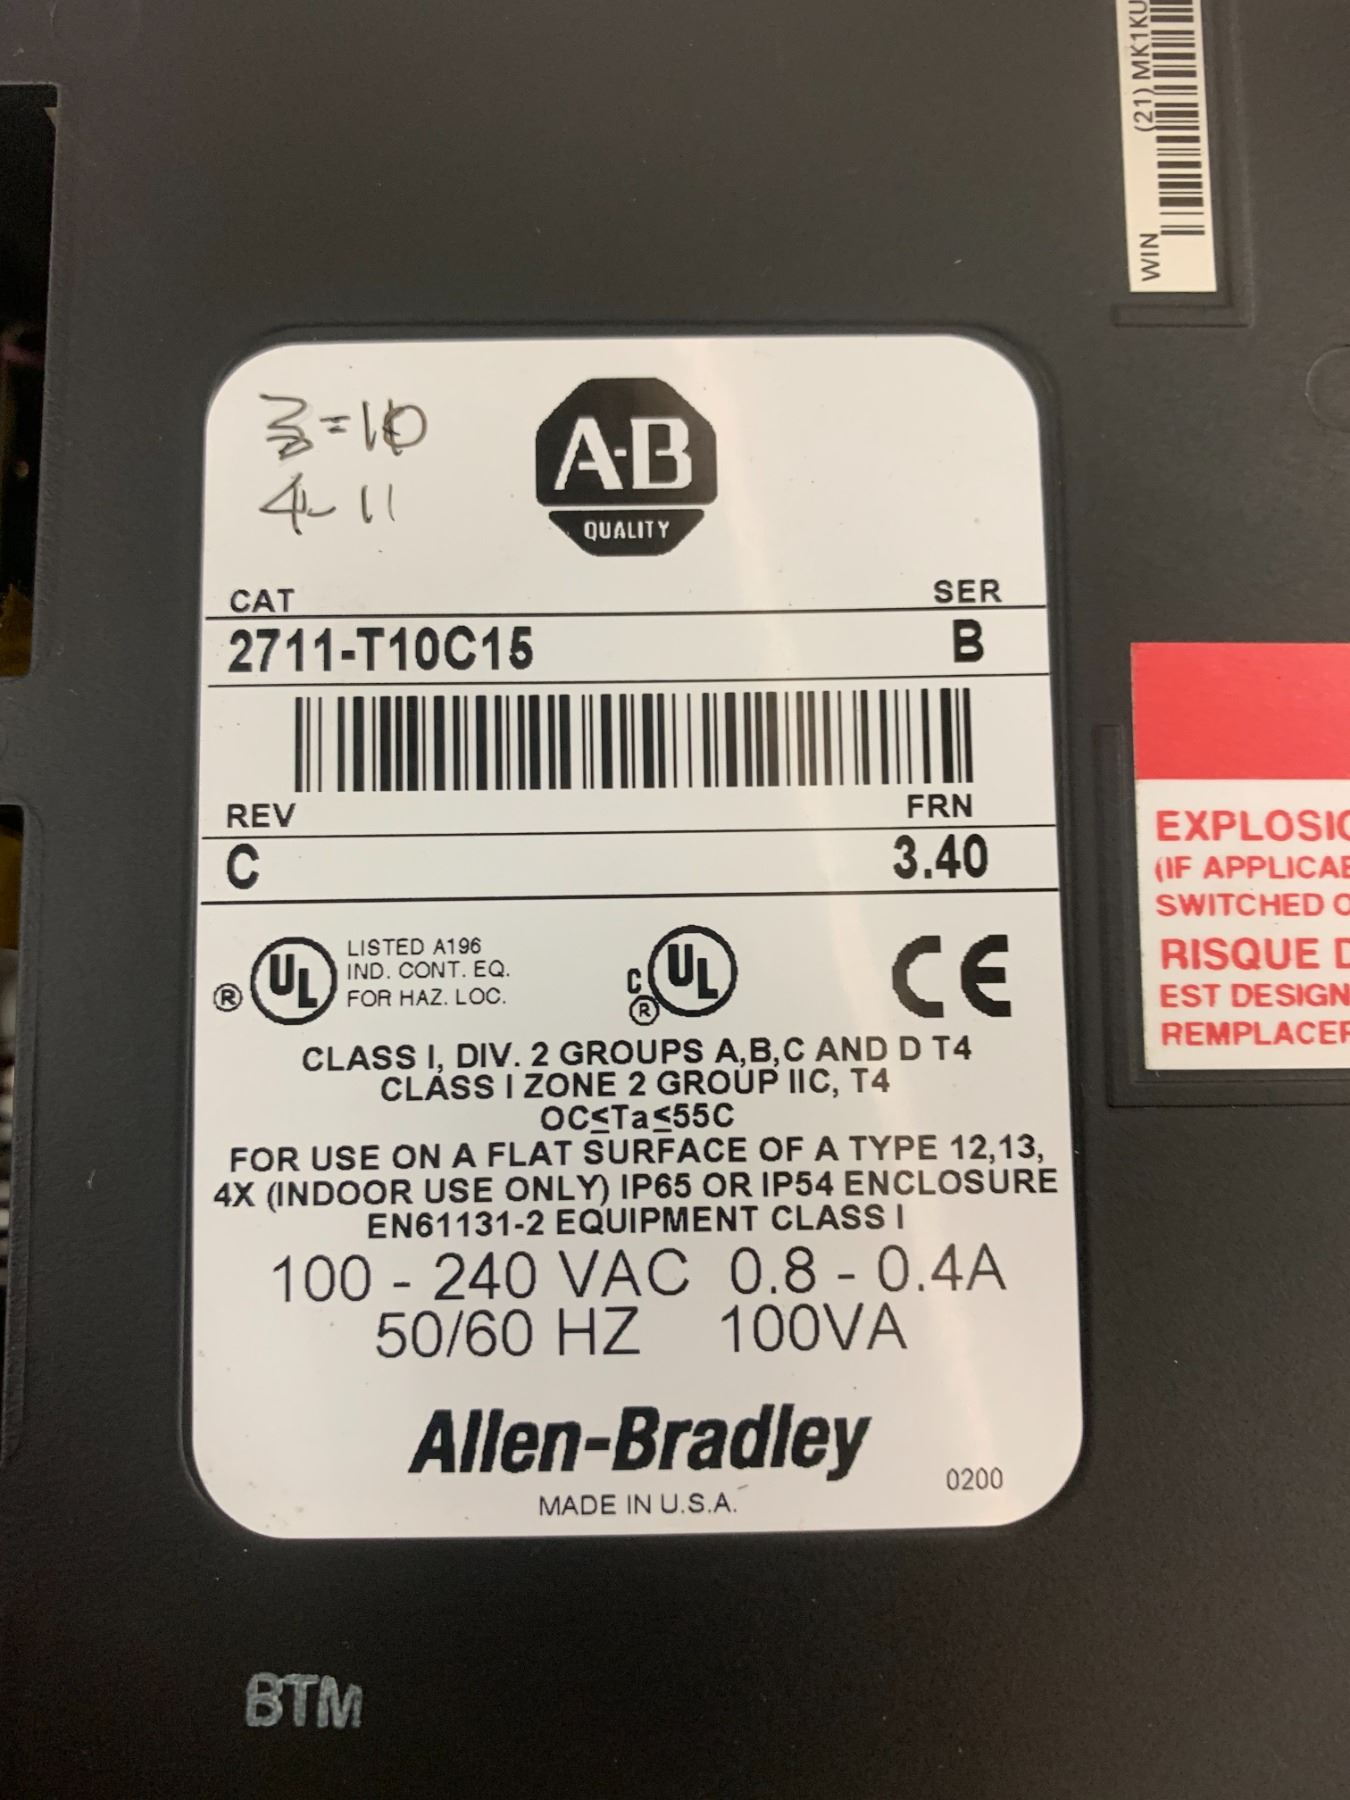 (21) MK1KU
WIN
3=10
4-11
A-B
QUALITY
CAT SER
2711-T10C15 B
REV FRN
C 3.40
® UL LISTED A196
IND. CONT. EQ.
FOR HAZ. LOC.
C UL ®
CE
CLASS I, DIV. 2 GROUPS A,B,C AND D T4
CLASS I ZONE 2 GROUP IIC, T4
OC≤Ta≤55C
FOR USE ON A FLAT SURFACE OF A TYPE 12,13,
4X (INDOOR USE ONLY) IP65 OR IP54 ENCLOSURE
EN61131-2 EQUIPMENT CLASS I
100 - 240 VAC 0.8 - 0.4A
50/60 HZ 100VA
Allen-Bradley
MADE IN U.S.A. 0200
EXPLOSIO
(IF APPLICAB
SWITCHED O
RISQUE D
EST DESIGN
REMPLACER
BTM